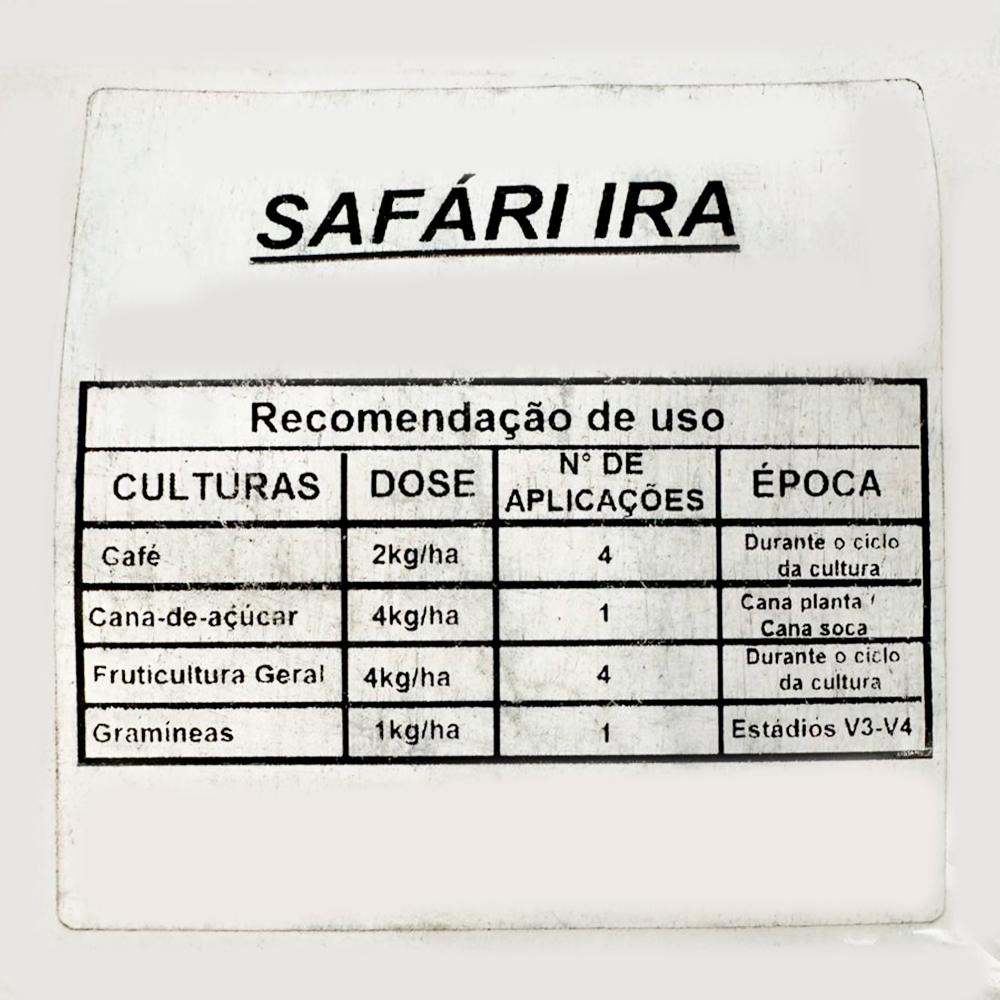 SAFÁRI IRA
Recomendação de uso
CULTURAS DOSE N° DE APLICAÇÕES ÉPOCA
Café 2kg/ha 4 Durante o ciclo da cultura
Cana-de-açúcar 4kg/ha 1 Cana planta / Cana soca
Fruticultura Geral 4kg/ha 4 Durante o ciclo da cultura
Gramíneas 1kg/ha 1 Estádios V3-V4